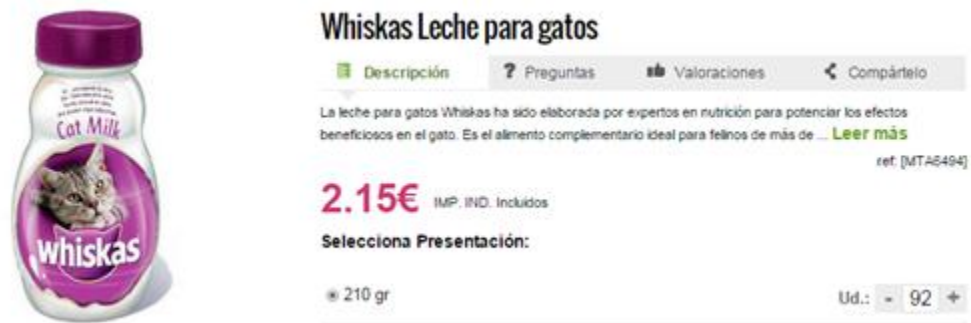 Whiskas Leche para gatos
Descripción
? Preguntas
Valoraciones
Compártelo
La leche para gatos Whiskas ha sido elaborada por expertos en nutrición para potenciar los efectos
beneficiosos en el gato. Es el alimento complementario ideal para felinos de más de ... Leer más
ref: [MTA6494]
2.15€ IMP. IND. Incluidos
Selecciona Presentación:
210 gr
Ud.: - 92 +
Cat Milk
whiskas